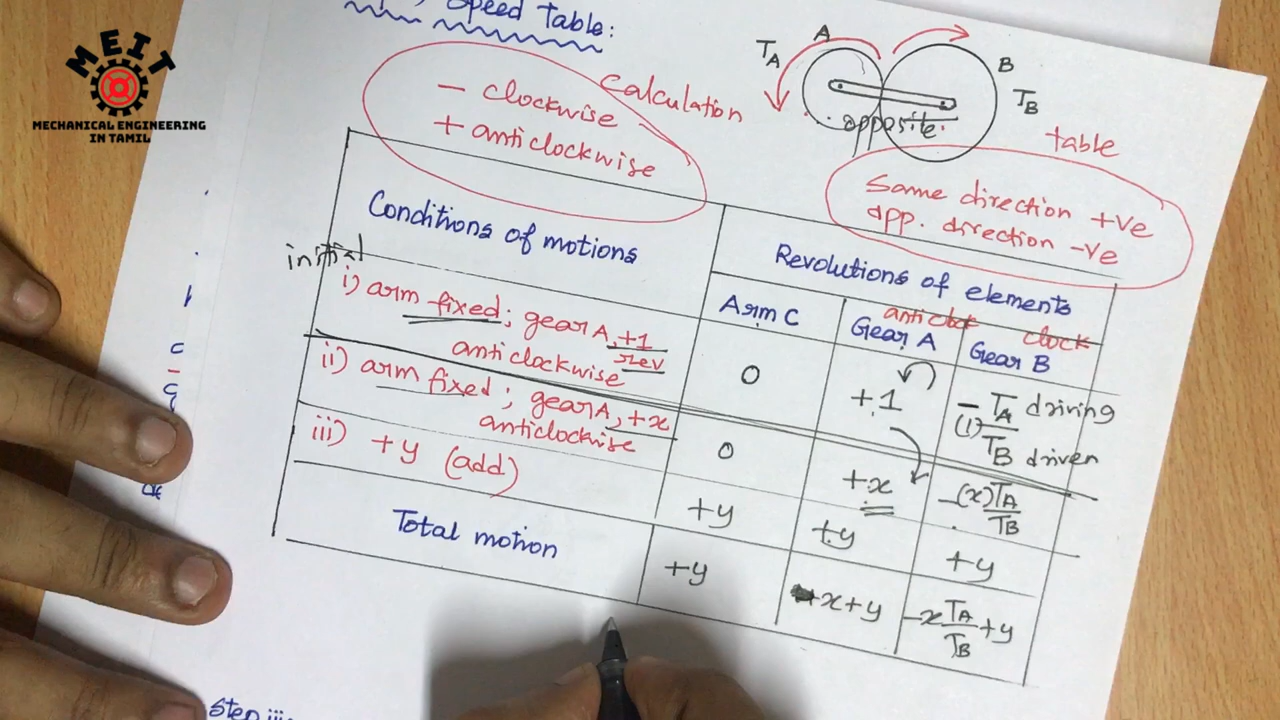 Speed Table:
MEIT
MECHANICAL ENGINEERING
IN TAMIL
- clockwise
+ anticlockwise
Calculation
A
TA
B
TB
opposite.
table
Same direction +ve
opp. direction -ve
Conditions of motions
Revolutions of elements
Arm C
Gear A
anticlock
Gear B
clock
initial
i) arm fixed; gear A, +1
rev
anticlockwise
0
+1
- TA driving
(1)
TB driven
ii) arm fixed; gear A, +x
anticlockwise
0
+x
-(x)TA
TB
iii) +y (add)
+y
+y
+y
Total motion
+y
+x+y
-x TA +y
TB
Step iii